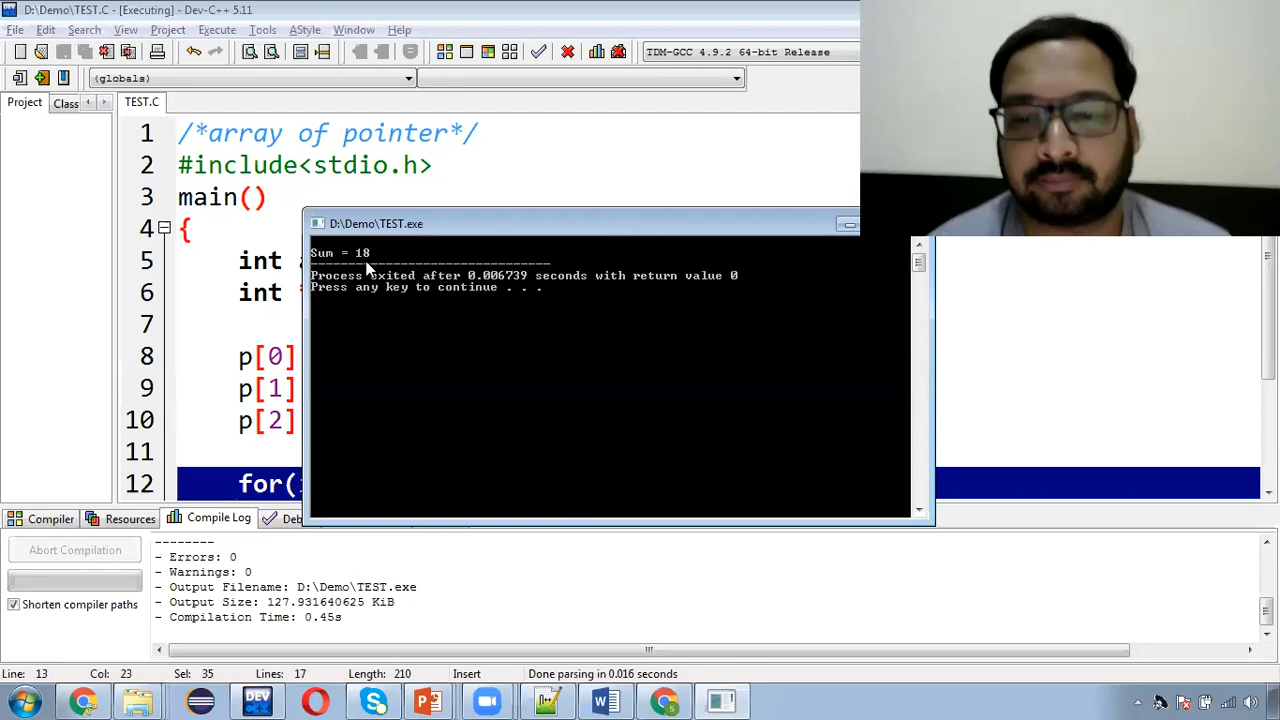 D:\Demo\TEST.C - [Executing] - Dev-C++ 5.11
File Edit Search View Project Execute Tools AStyle Window Help
TDM-GCC 4.9.2 64-bit Release
(globals)
Project Class TEST.C
1 /*array of pointer*/
2 #include<stdio.h>
3 main()
4 {
5 int
6 int
7
8 p[0]
9 p[1]
10 p[2]
11
12 for(
D:\Demo\TEST.exe
Sum = 18
--------------------------------
Process exited after 0.006739 seconds with return value 0
Press any key to continue . . .
Compiler Resources Compile Log
Abort Compilation
Shorten compiler paths
--------
- Errors: 0
- Warnings: 0
- Output Filename: D:\Demo\TEST.exe
- Output Size: 127.931640625 KiB
- Compilation Time: 0.45s
Line: 13 Col: 23 Sel: 35 Lines: 17 Length: 210 Insert Done parsing in 0.016 seconds